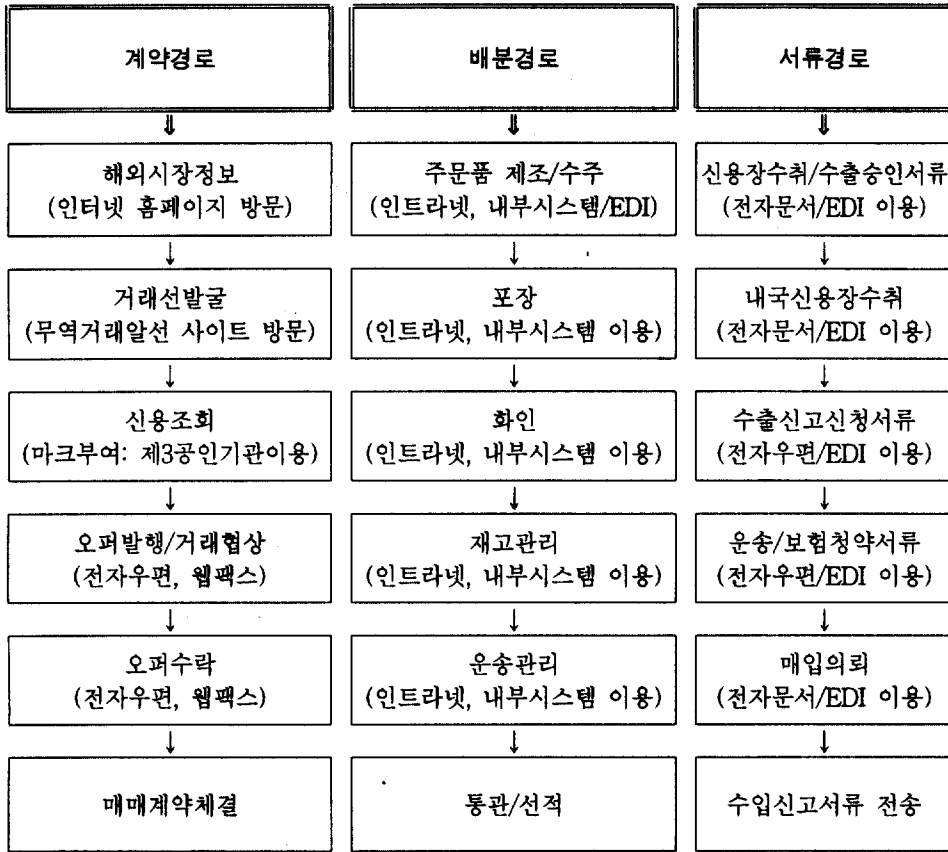 계약경로
배분경로
서류경로
해외시장정보
(인터넷 홈페이지 방문)
주문품 제조/수주
(인트라넷, 내부시스템/EDI)
신용장수취/수출승인서류
(전자문서/EDI 이용)
거래선발굴
(무역거래알선 사이트 방문)
포장
(인트라넷, 내부시스템 이용)
내국신용장수취
(전자문서/EDI 이용)
신용조회
(마크부여: 제3공인기관이용)
화인
(인트라넷, 내부시스템 이용)
수출신고신청서류
(전자우편/EDI 이용)
오퍼발행/거래협상
(전자우편, 웹팩스)
재고관리
(인트라넷, 내부시스템 이용)
운송/보험청약서류
(전자우편/EDI 이용)
오퍼수락
(전자우편, 웹팩스)
운송관리
(인트라넷, 내부시스템 이용)
매입의뢰
(전자문서/EDI 이용)
매매계약체결
통관/선적
수입신고서류 전송